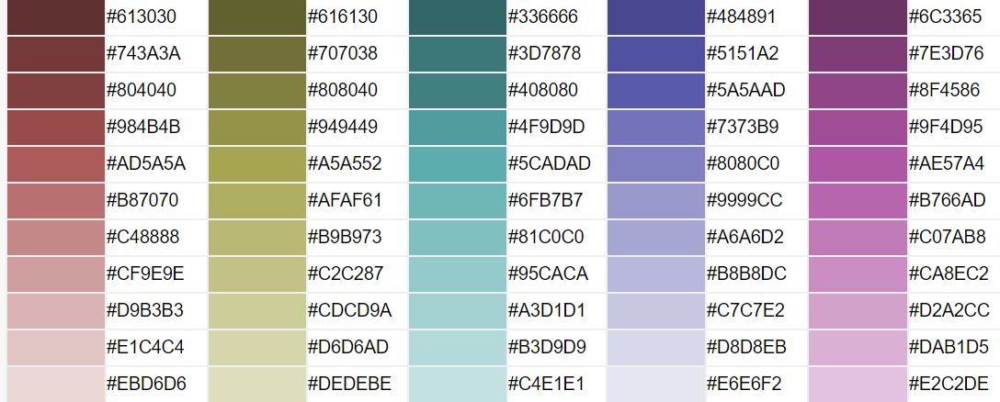 #613030 #616130 #336666 #484891 #6C3365
#743A3A #707038 #3D7878 #5151A2 #7E3D76
#804040 #808040 #408080 #5A5AAD #8F4586
#984B4B #949449 #4F9D9D #7373B9 #9F4D95
#AD5A5A #A5A552 #5CADAD #8080C0 #AE57A4
#B87070 #AFAF61 #6FB7B7 #9999CC #B766AD
#C48888 #B9B973 #81C0C0 #A6A6D2 #C07AB8
#CF9E9E #C2C287 #95CACA #B8B8DC #CA8EC2
#D9B3B3 #CDCD9A #A3D1D1 #C7C7E2 #D2A2CC
#E1C4C4 #D6D6AD #B3D9D9 #D8D8EB #DAB1D5
#EBD6D6 #DEDEBE #C4E1E1 #E6E6F2 #E2C2DE